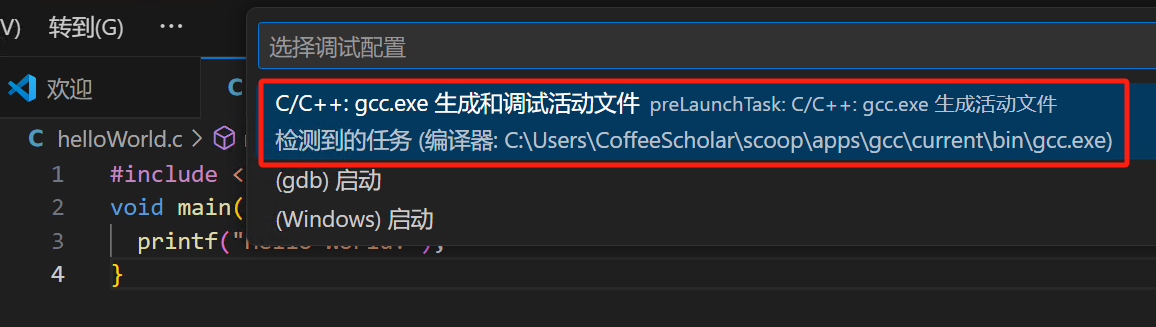 V) 转到(G) ···
选择调试配置
欢迎 C
C/C++: gcc.exe 生成和调试活动文件 preLaunchTask: C/C++: gcc.exe 生成活动文件
检测到的任务 (编译器: C:\Users\CoffeeScholar\scoop\apps\gcc\current\bin\gcc.exe)
(gdb) 启动
(Windows) 启动
C helloWorld.c >
1 #include <
2 void main(
3 printf("
4 }